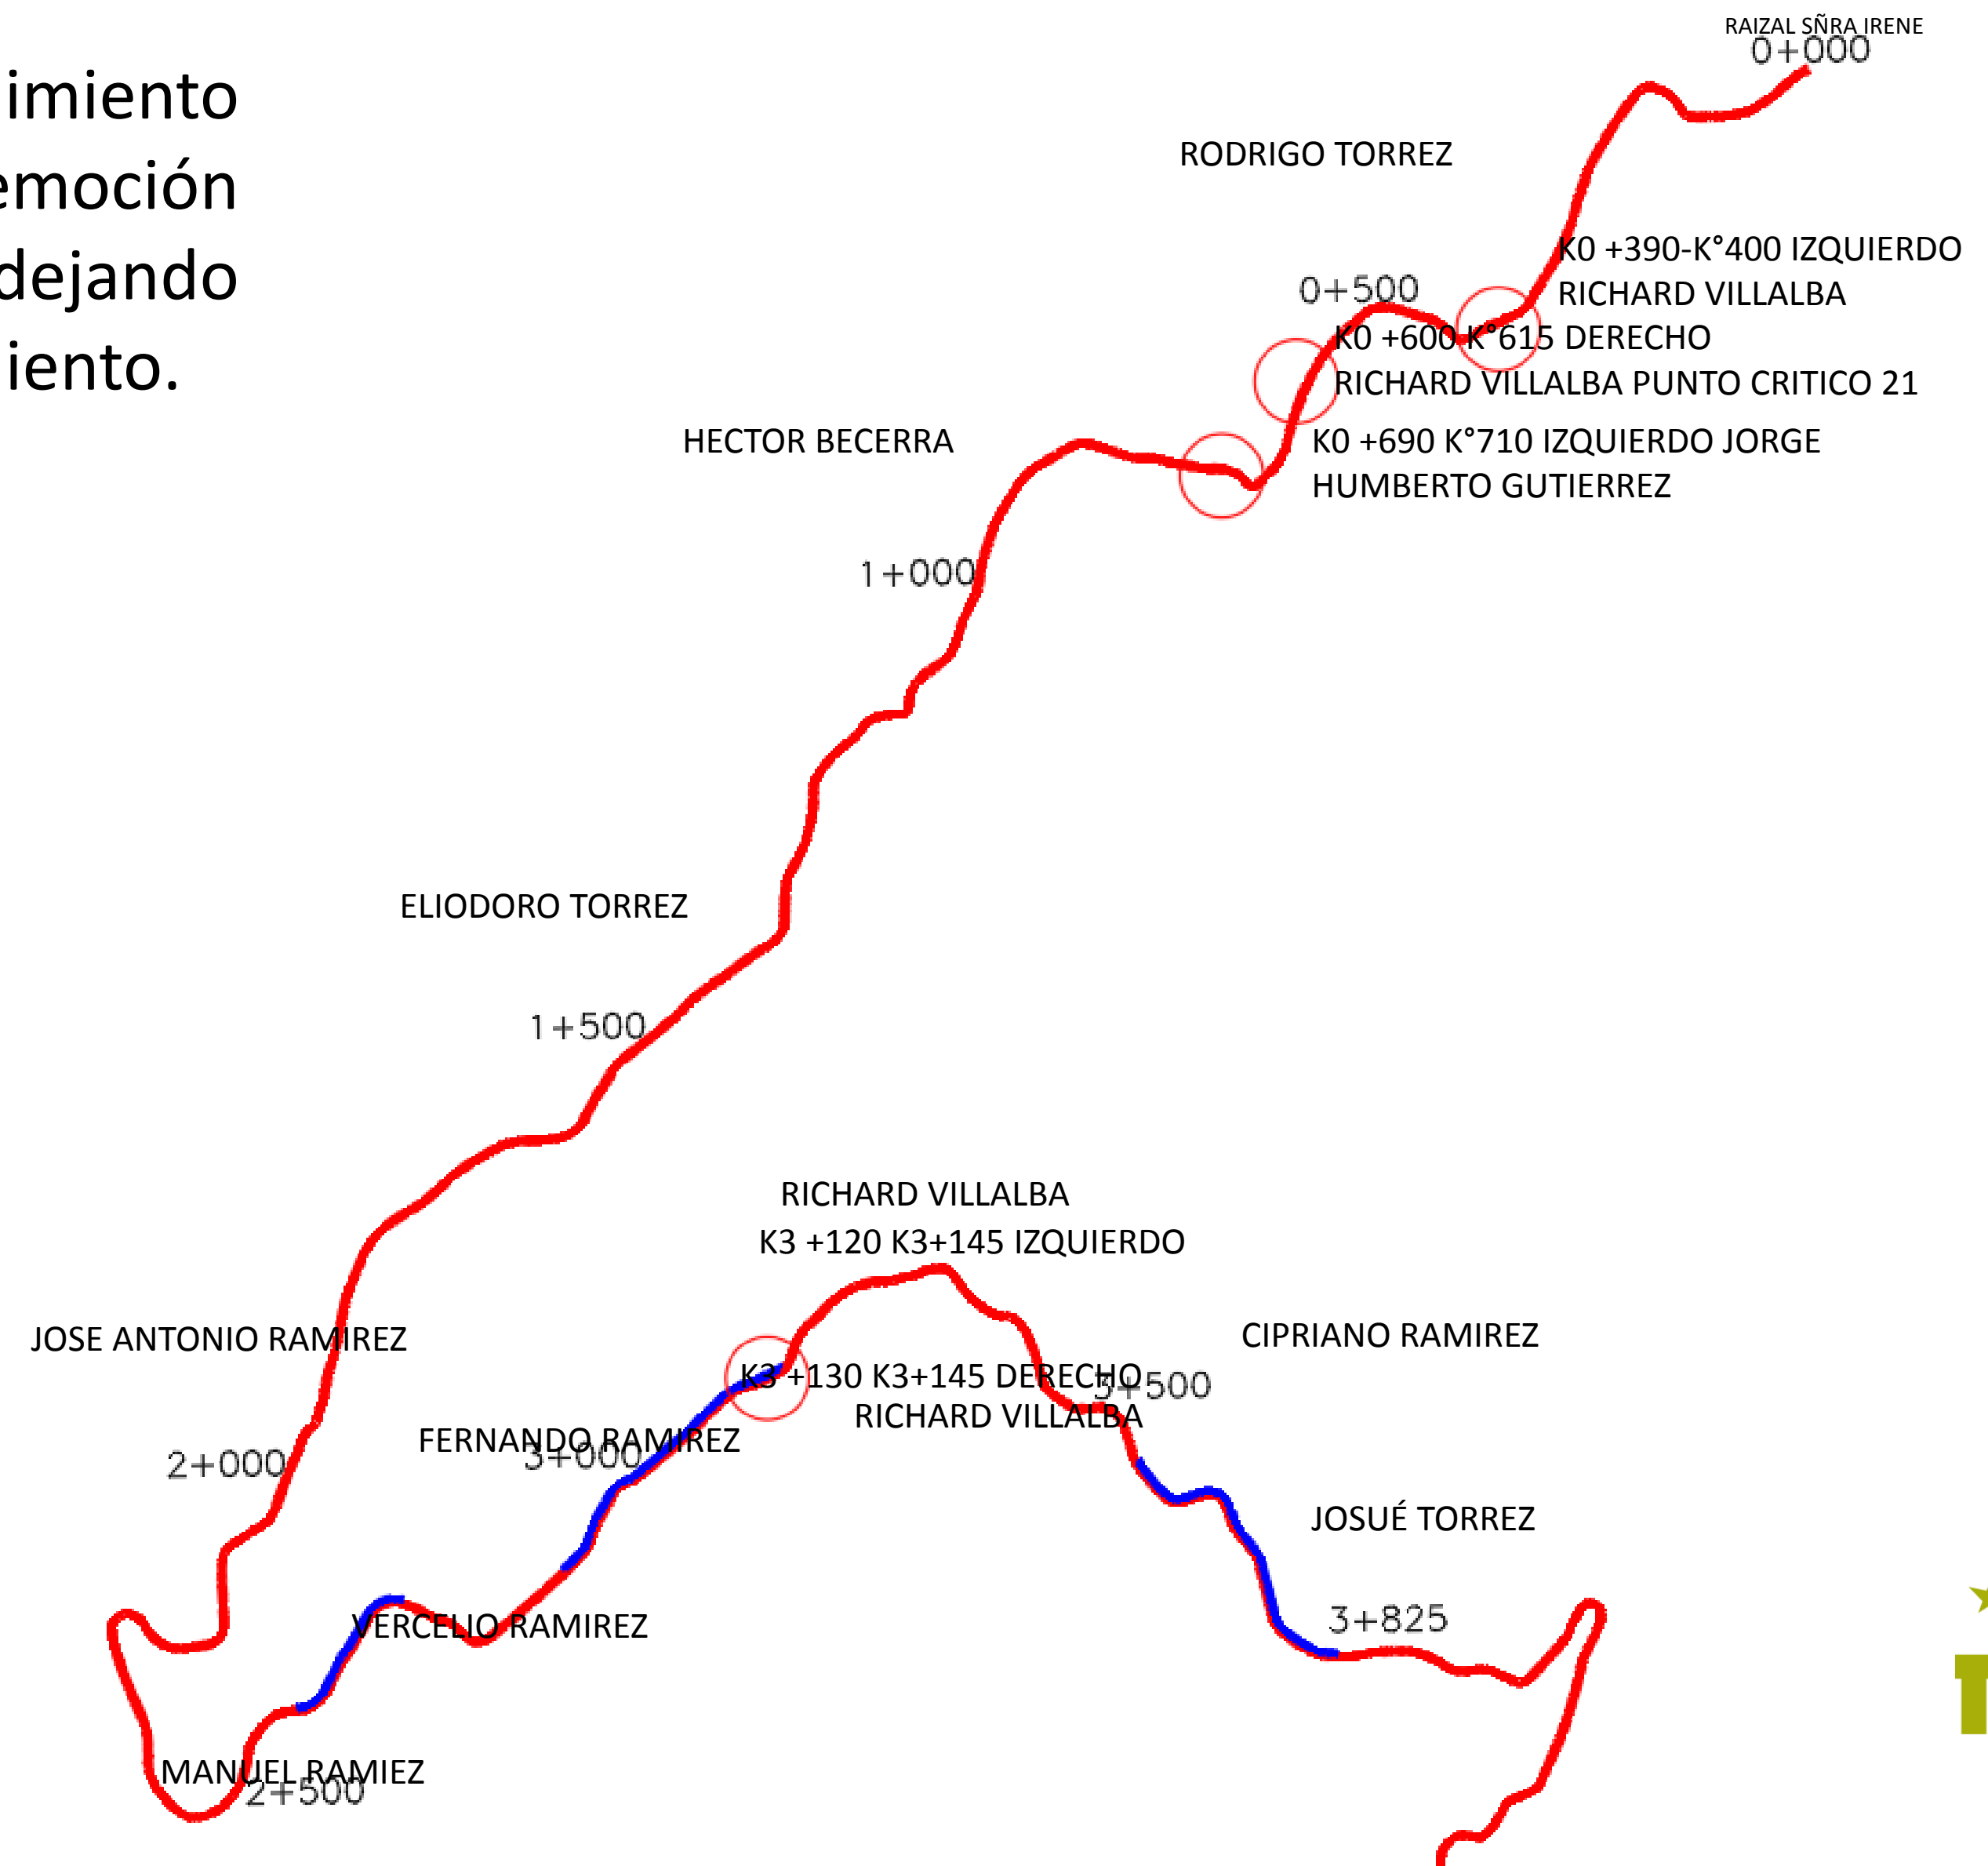 RAIZAL SÑRA IRENE
0+000
imiento
emoción
dejando
iento.
RODRIGO TORREZ
K0 +390-K°400 IZQUIERDO
RICHARD VILLALBA
0+500
K0 +600 K°615 DERECHO
RICHARD VILLALBA PUNTO CRITICO 21
HECTOR BECERRA
K0 +690 K°710 IZQUIERDO JORGE
HUMBERTO GUTIERREZ
1+000
ELIODORO TORREZ
1+500
RICHARD VILLALBA
K3 +120 K3+145 IZQUIERDO
JOSE ANTONIO RAMIREZ
CIPRIANO RAMIREZ
K3 +130 K3+145 DERECHO
3+500
RICHARD VILLALBA
FERNANDO RAMIREZ
3+000
2+000
JOSUÉ TORREZ
VERCELIO RAMIREZ
3+825
MANUEL RAMIEZ
2+500